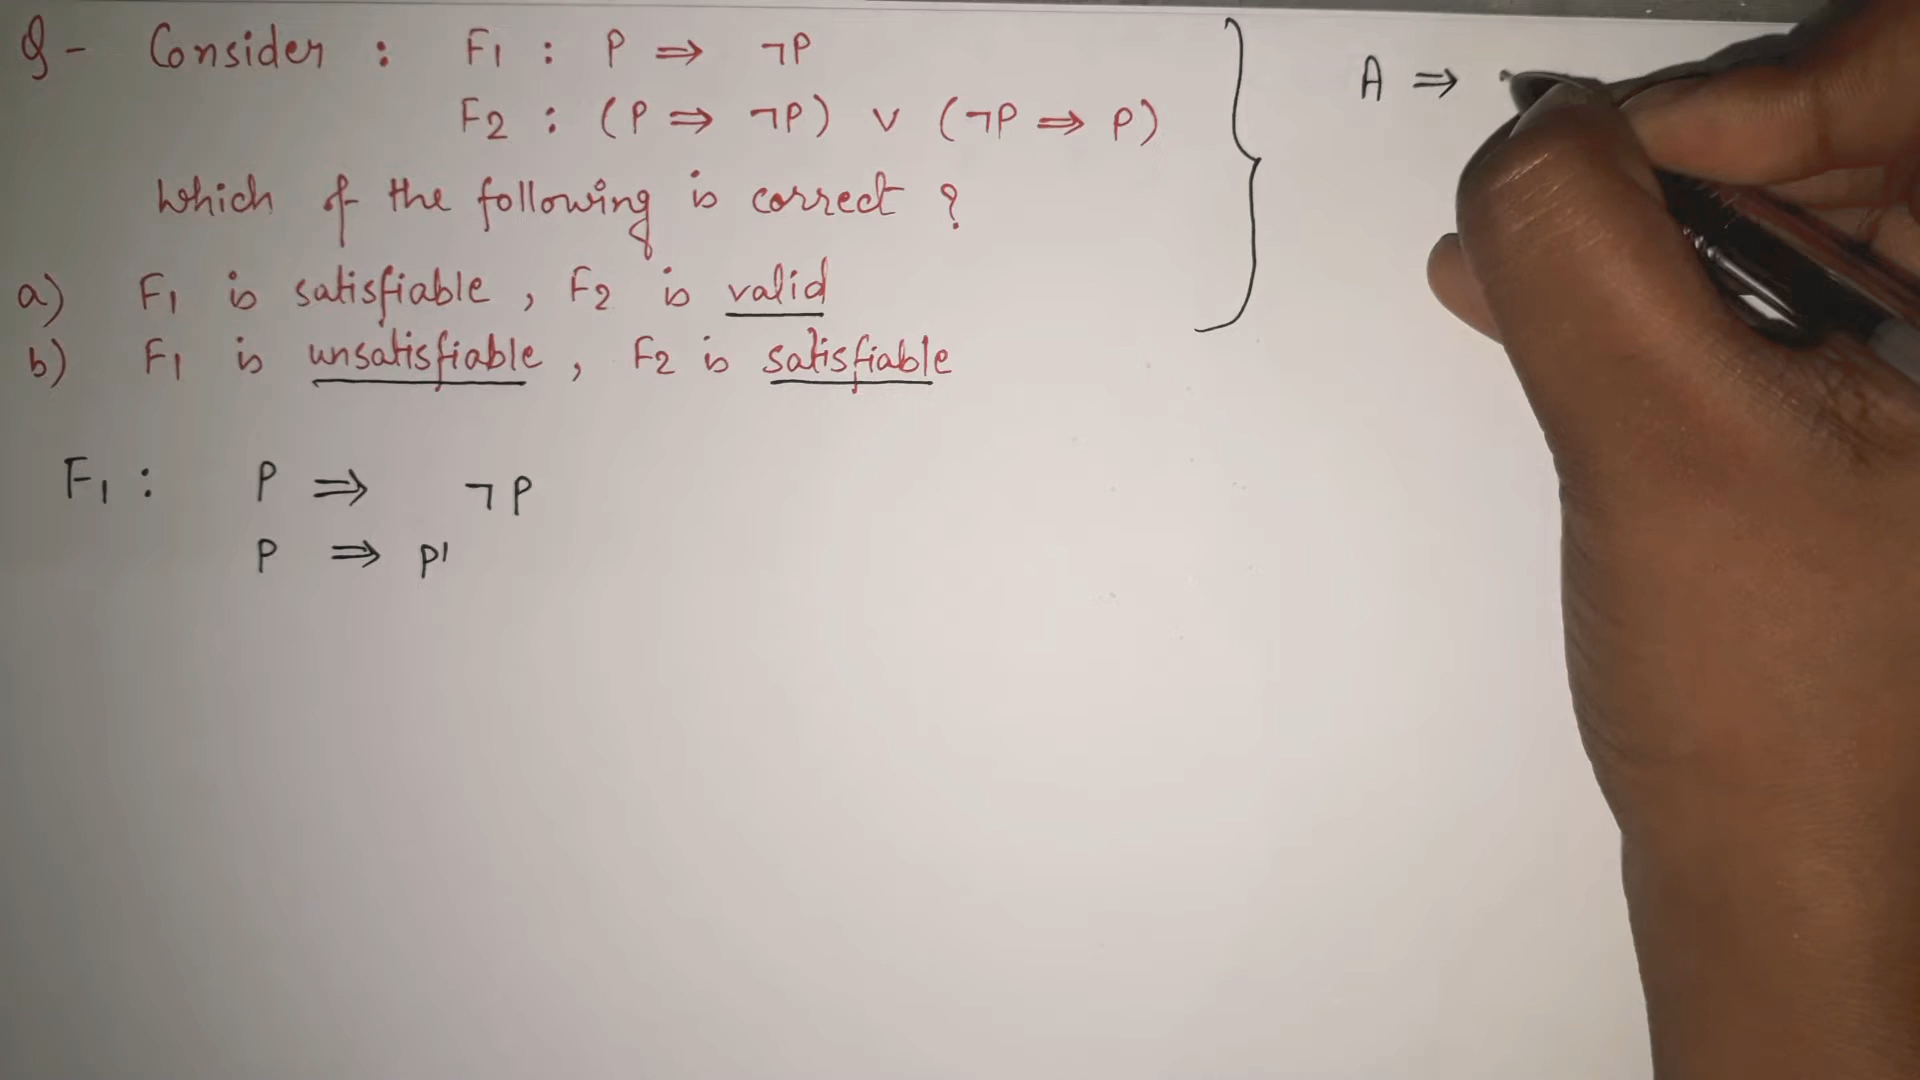 Q- Consider : F1 : P ⇒ ¬P
F2 : (P ⇒ ¬P) ∨ (¬P ⇒ P)
Which of the following is correct ?
a) F1 is satisfiable , F2 is valid
b) F1 is unsatisfiable , F2 is satisfiable
F1 : P ⇒ ¬P
P ⇒ P'
A ⇒